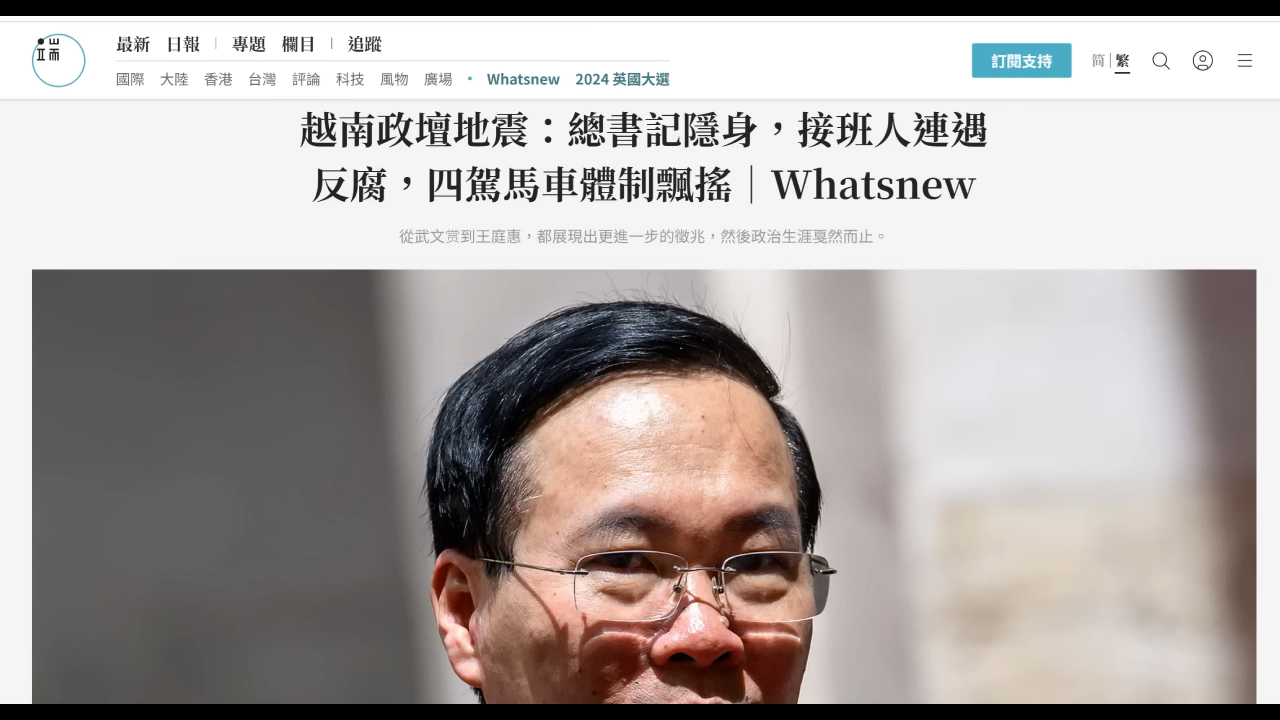 端
最新 日報 | 專題 欄目 | 追蹤
國際 大陸 香港 台灣 評論 科技 風物 廣場 • Whatsnew 2024 英國大選
訂閱支持
简 | 繁
越南政壇地震：總書記隱身，接班人連遇
反腐，四駕馬車體制飄搖｜Whatsnew
從武文赏到王庭惠，都展現出更進一步的徵兆，然後政治生涯戛然而止。